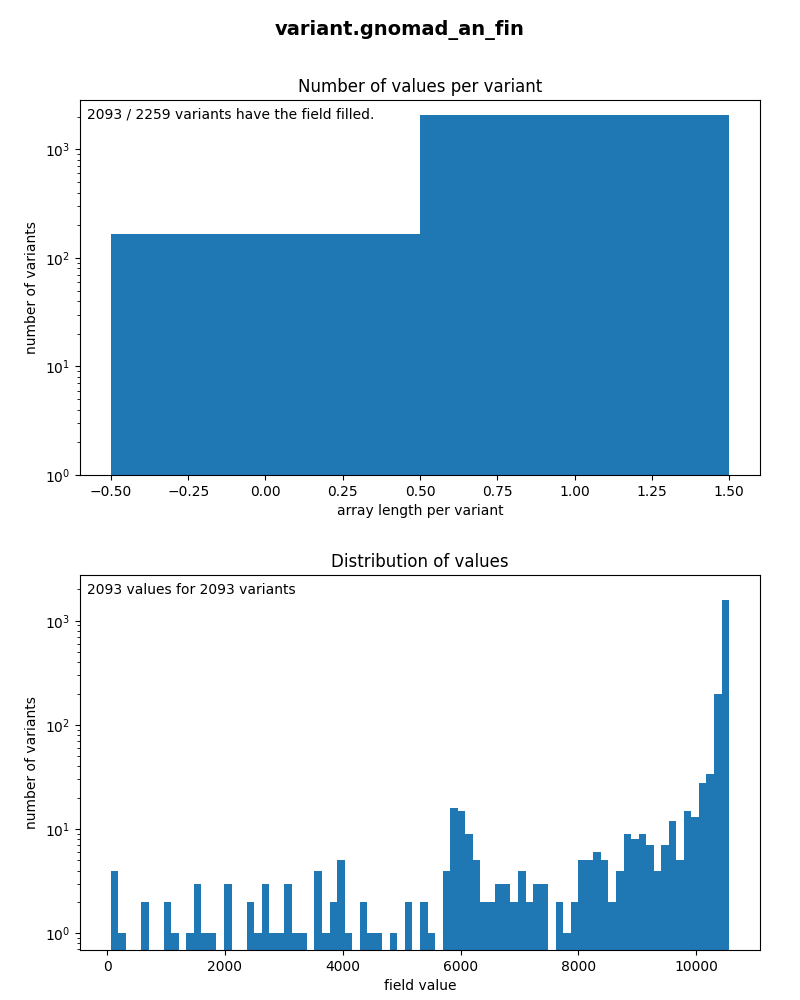 variant.gnomad_an_fin
Number of values per variant
2093 / 2259 variants have the field filled.
10³
10²
10¹
10⁰
number of variants
−0.50 −0.25 0.00 0.25 0.50 0.75 1.00 1.25 1.50
array length per variant
Distribution of values
2093 values for 2093 variants
10³
10²
10¹
10⁰
number of variants
0 2000 4000 6000 8000 10000
field value